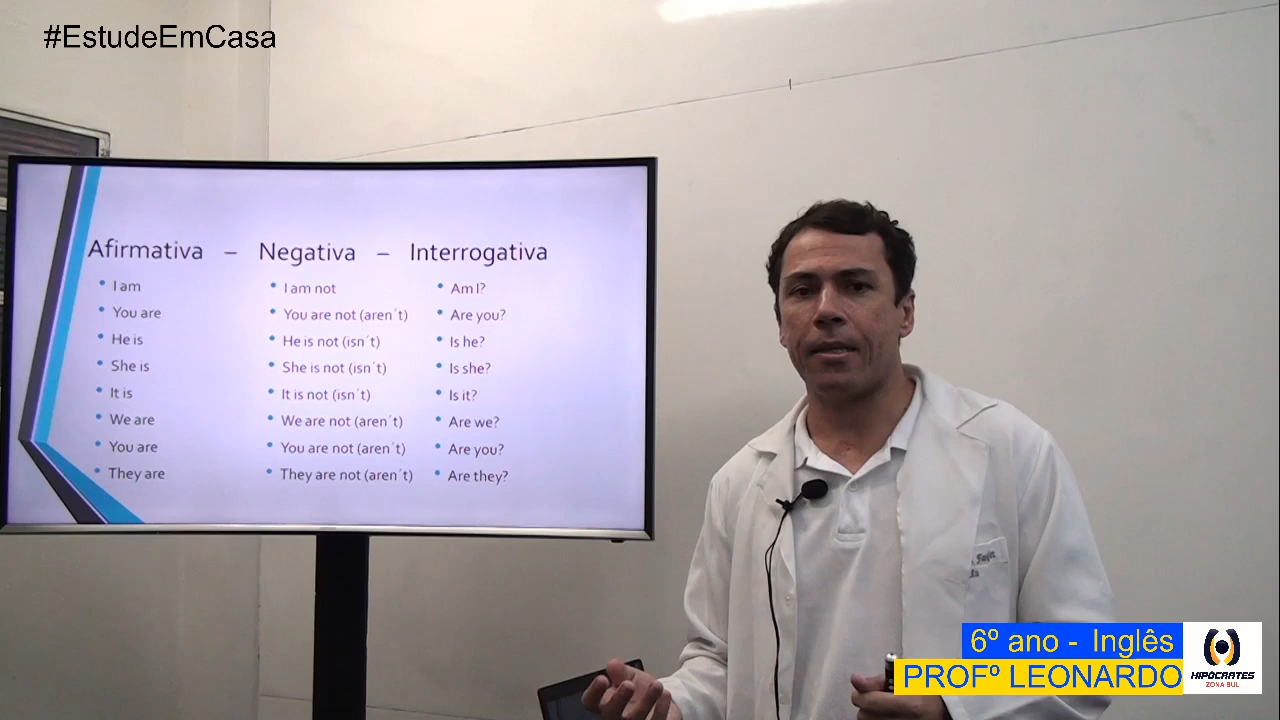 #EstudeEmCasa
Afirmativa – Negativa – Interrogativa
• I am
• You are
• He is
• She is
• It is
• We are
• You are
• They are
• I am not
• You are not (aren´t)
• He is not (isn´t)
• She is not (isn´t)
• It is not (isn´t)
• We are not (aren´t)
• You are not (aren´t)
• They are not (aren´t)
• Am I?
• Are you?
• Is he?
• Is she?
• Is it?
• Are we?
• Are you?
• Are they?
6º ano - Inglês
PROFº LEONARDO
HIPÓCRATES
ZONA SUL